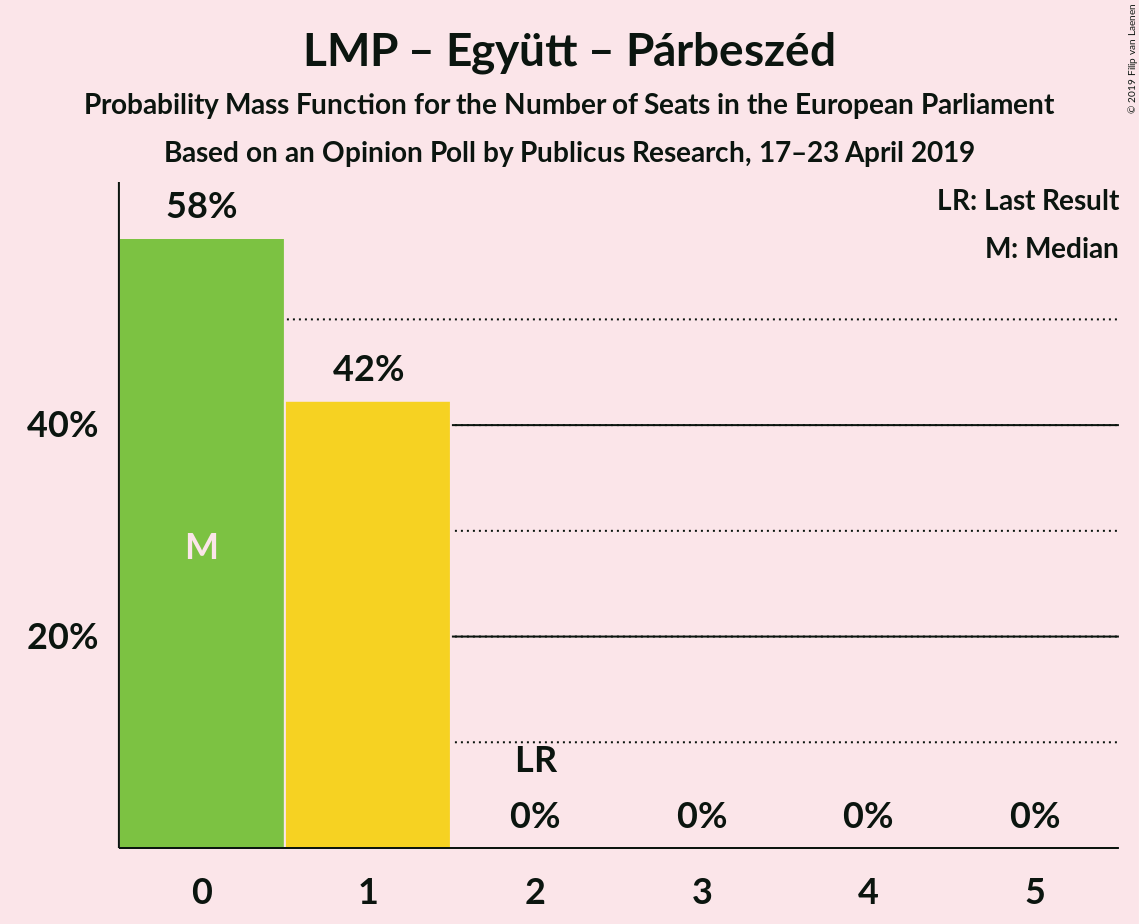 LMP – Együtt – Párbeszéd
Probability Mass Function for the Number of Seats in the European Parliament
Based on an Opinion Poll by Publicus Research, 17–23 April 2019
© 2019 Filip van Laenen
LR: Last Result
M: Median
58%
42%
40%
M
20%
LR
0%
0%
0%
0%
0
1
2
3
4
5